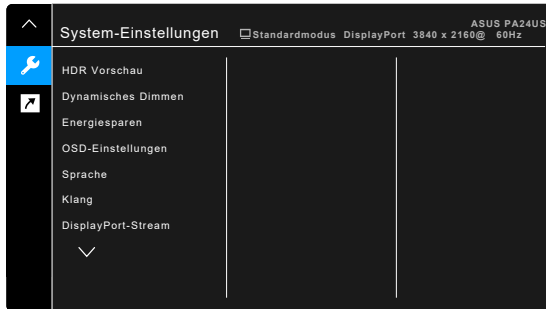 ASUS PA24US
System-Einstellungen
Standardmodus DisplayPort 3840 x 2160@ 60Hz
HDR Vorschau
Dynamisches Dimmen
Energiesparen
OSD-Einstellungen
Sprache
Klang
DisplayPort-Stream